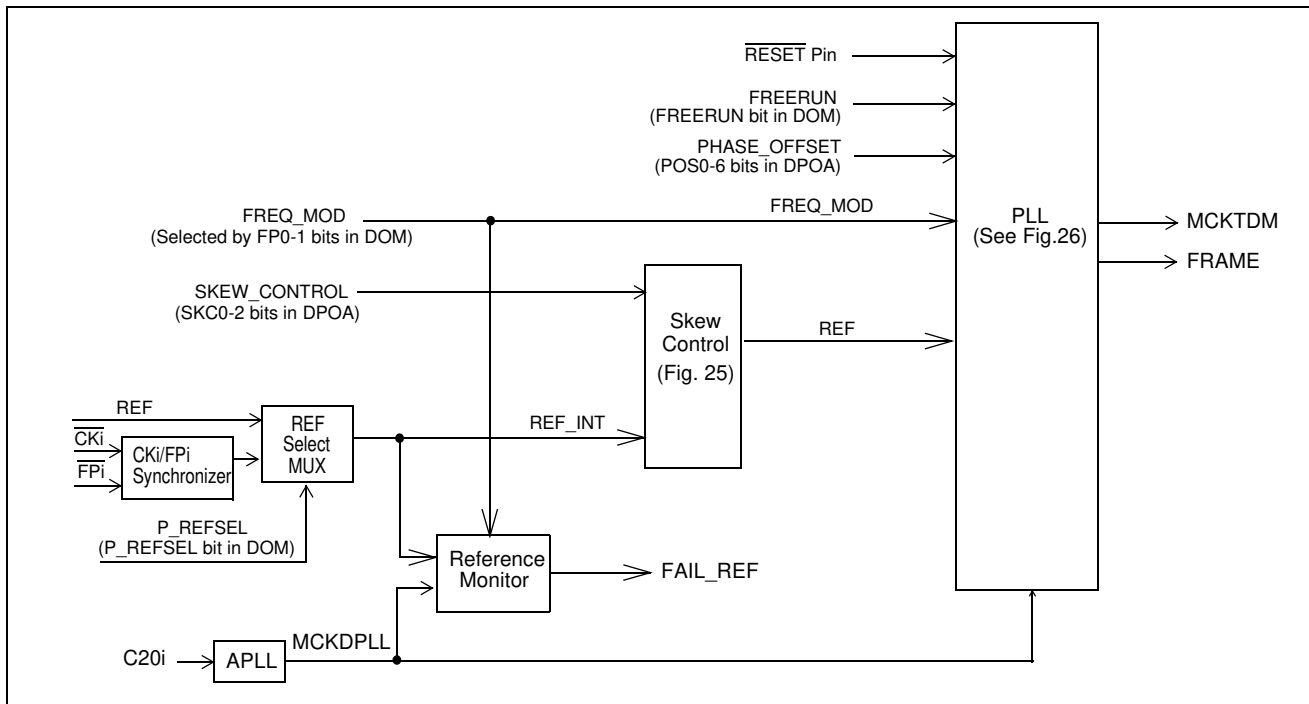 RESET Pin
FREERUN
(FREERUN bit in DOM)
PHASE_OFFSET
(POS0-6 bits in DPOA)
FREQ_MOD
(Selected by FP0-1 bits in DOM)
FREQ_MOD
PLL
(See Fig.26)
MCKTDM
FRAME
SKEW_CONTROL
(SKC0-2 bits in DPOA)
Skew
Control
(Fig. 25)
REF
REF
CKi
FPi
CKi/FPi
Synchronizer
REF
Select
MUX
REF_INT
P_REFSEL
(P_REFSEL bit in DOM)
Reference
Monitor
FAIL_REF
C20i
APLL
MCKDPLL